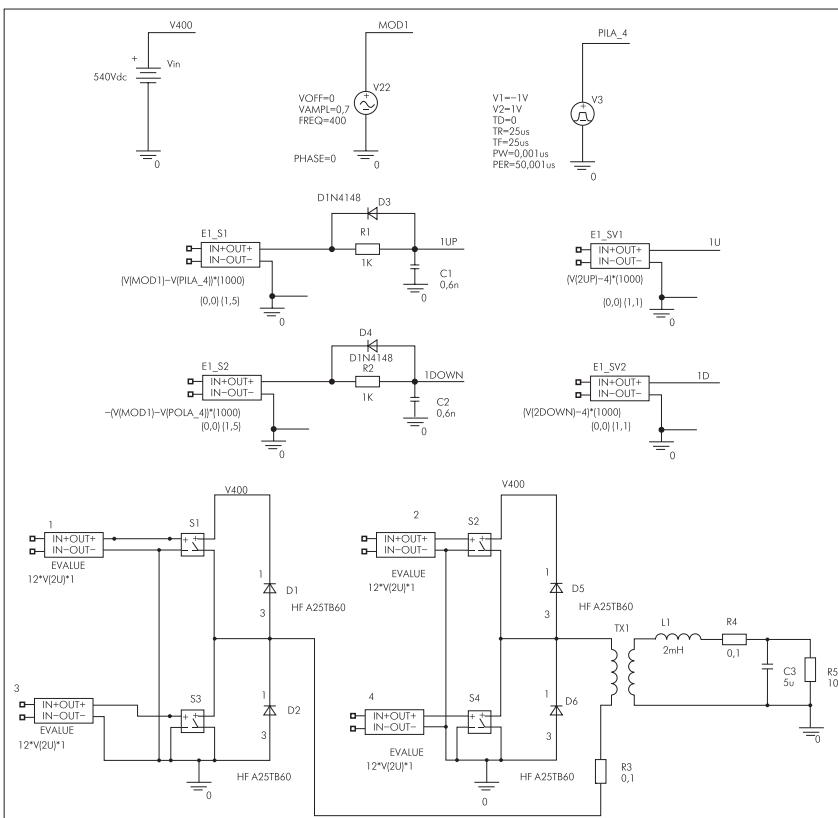 V400
Vin
540Vdc
+
0
MOD1
V22
VOFF=0
VAMPL=0,7
FREQ=400
PHASE=0
+
0
PILA_4
V3
V1=-1V
V2=1V
TD=0
TR=25us
TF=25us
PW=0,001us
PER=50,001us
+
0
E1_S1
IN+OUT+
IN-OUT-
(V(MOD1)-V(PILA_4))*(1000)
(0,0) (1,5)
0
D1N4148
D3
R1
1K
1UP
C1
0,6n
0
E1_SV1
IN+OUT+
IN-OUT-
(V(2UP)-4)*(1000)
(0,0) (1,1)
1U
0
E1_S2
IN+OUT+
IN-OUT-
-(V(MOD1)-V(POLA_4))*(1000)
(0,0) (1,5)
0
D4
D1N4148
R2
1K
1DOWN
C2
0,6n
0
E1_SV2
IN+OUT+
IN-OUT-
(V(2DOWN)-4)*(1000)
(0,0) (1,1)
1D
0
V400
1
IN+OUT+
IN-OUT-
EVALUE
12*V(2U)*1
S1
+ +
1
D1
3
HF A25TB60
3
IN+OUT+
IN-OUT-
EVALUE
12*V(2U)*1
S3
+ +
1
D2
3
HF A25TB60
0
V400
2
IN+OUT+
IN-OUT-
EVALUE
12*V(2U)*1
S2
+ +
1
D5
3
HF A25TB60
4
IN+OUT+
IN-OUT-
EVALUE
12*V(2U)*1
S4
+ +
1
D6
3
HF A25TB60
0
TX1
L1
2mH
R4
0,1
C3
5u
R5
10
0
R3
0,1